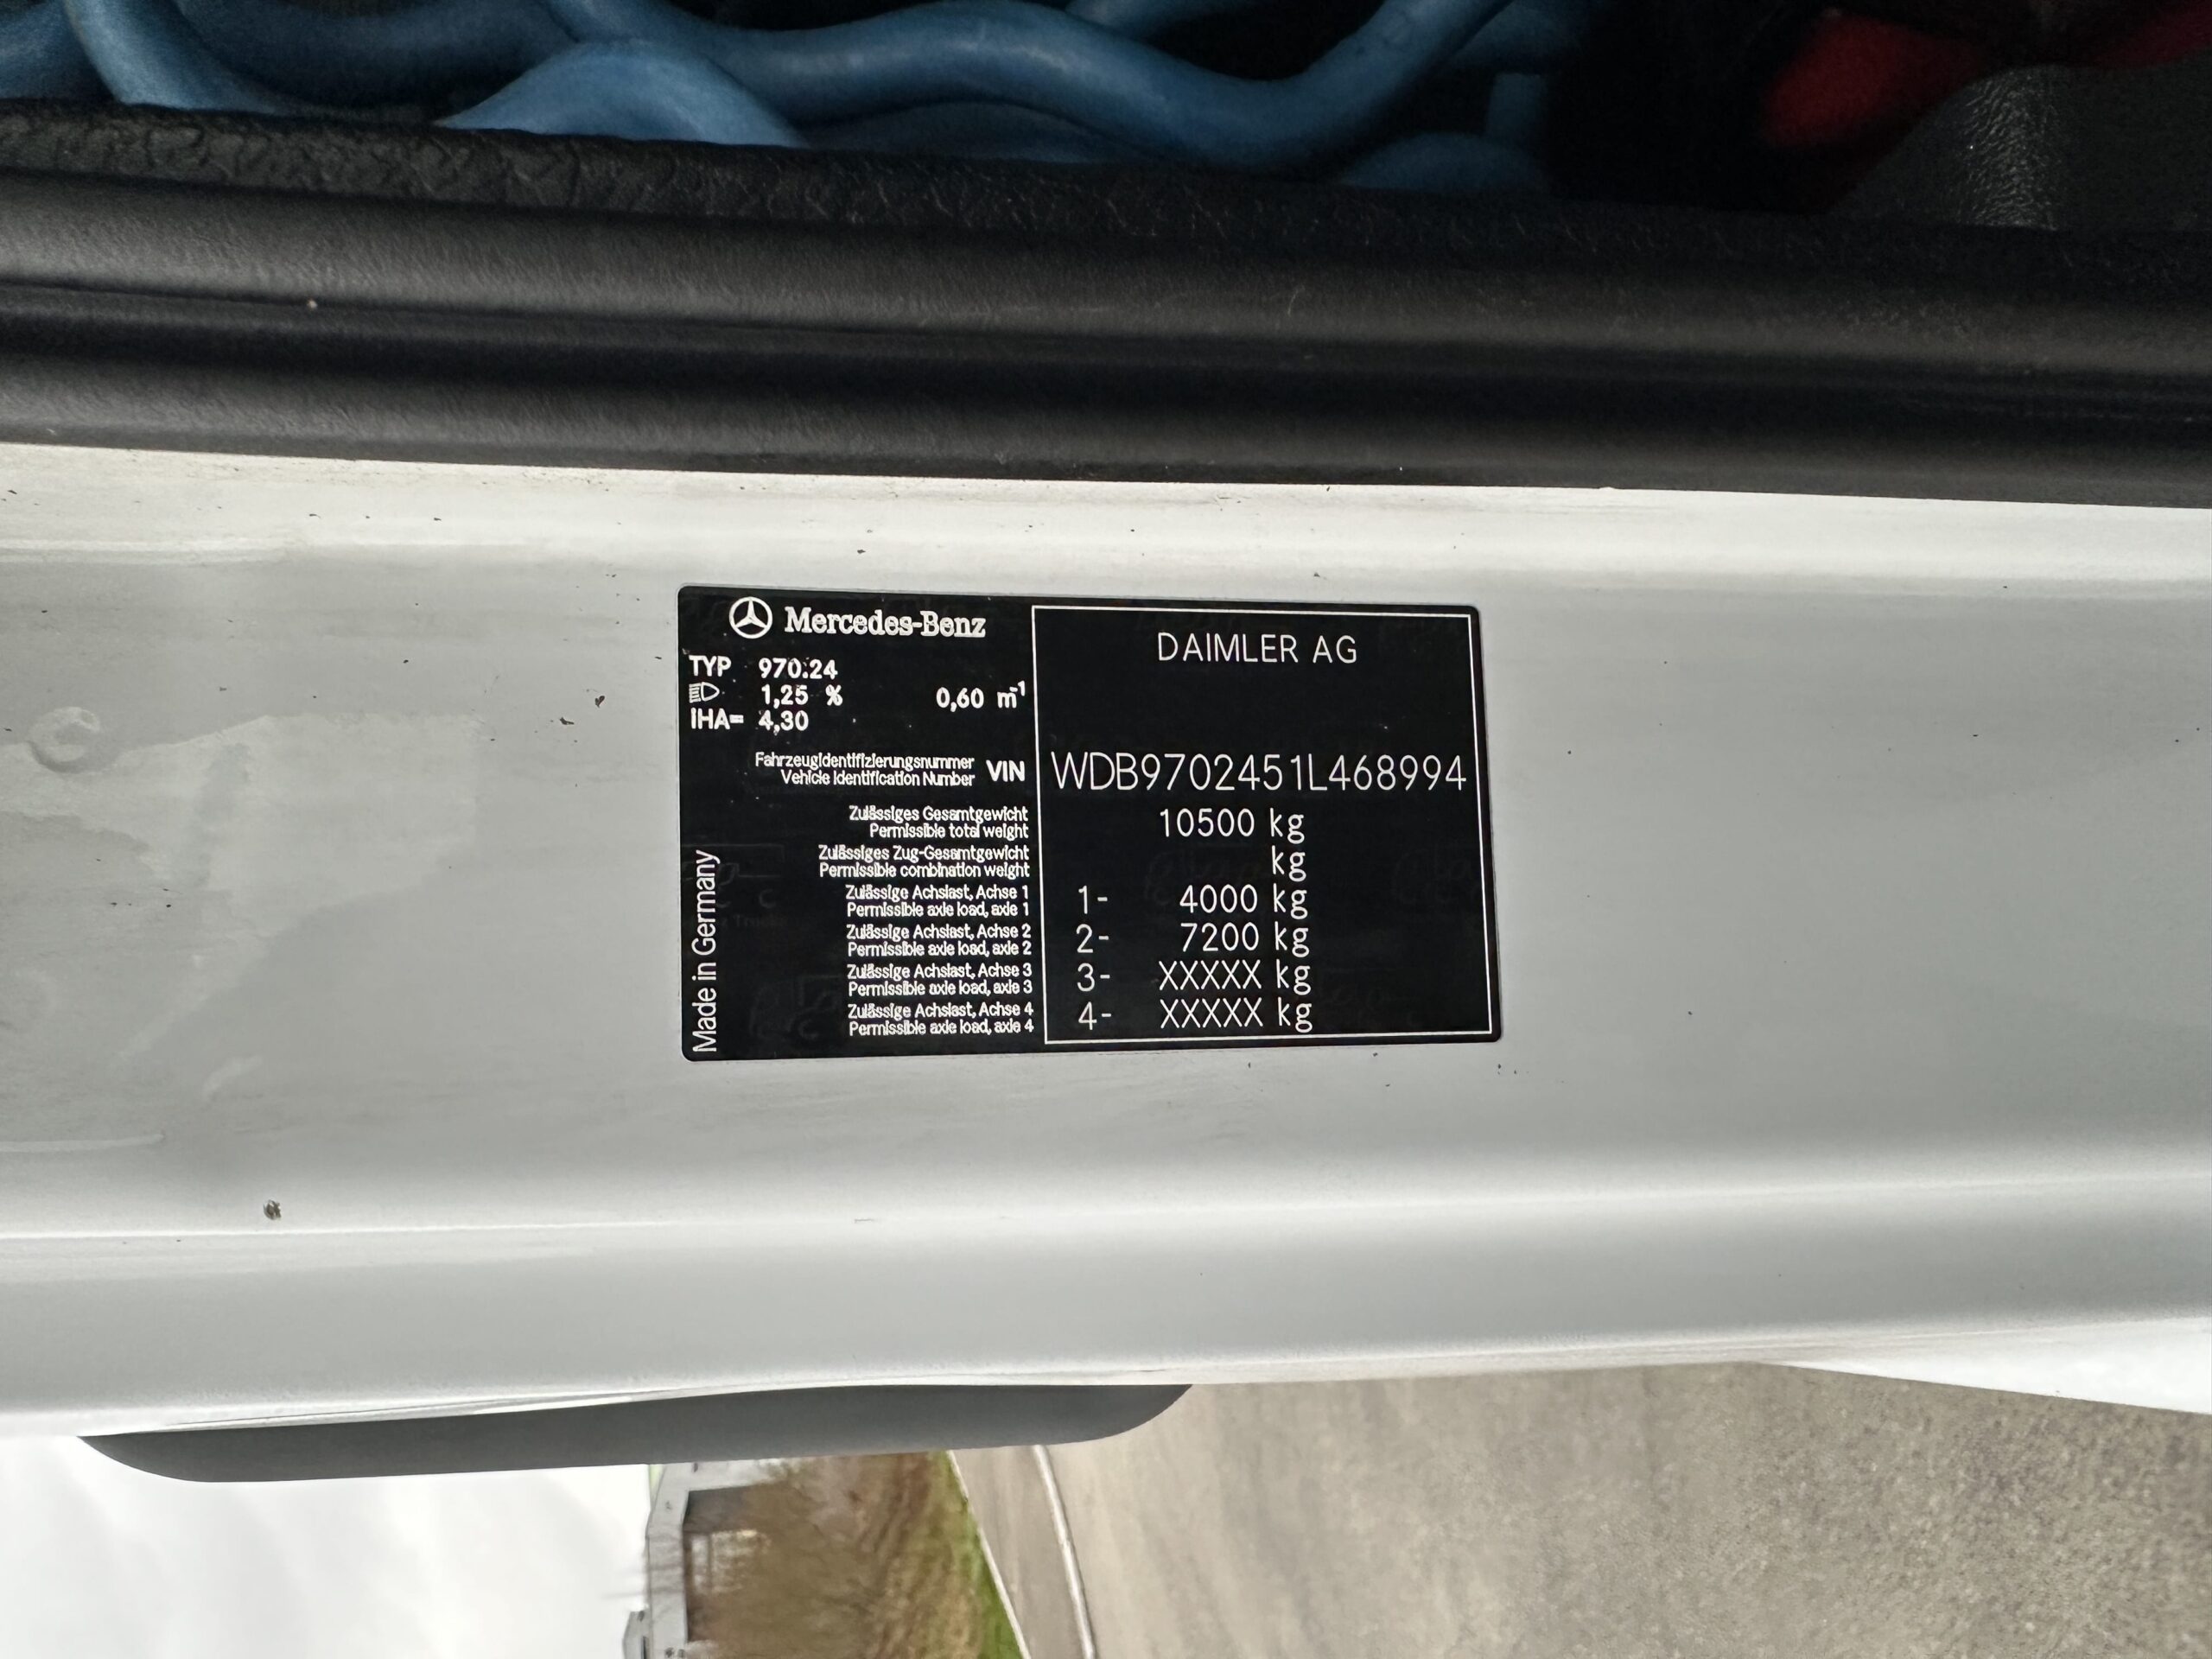 Mercedes-Benz
TYP 970.24
1,25 % 0,60 m⁻¹
iHA= 4,30
DAIMLER AG
Fahrzeugidentifizierungsnummer
Vehicle Identification Number
VIN WDB9702451L468994
Zulässiges Gesamtgewicht
Permissible total weight
10500 kg
Zulässiges Zug-Gesamtgewicht
Permissible combination weight
kg
Zulässige Achslast, Achse 1
Permissible axle load, axle 1
1- 4000 kg
Zulässige Achslast, Achse 2
Permissible axle load, axle 2
2- 7200 kg
Zulässige Achslast, Achse 3
Permissible axle load, axle 3
3- XXXXX kg
Zulässige Achslast, Achse 4
Permissible axle load, axle 4
4- XXXXX kg
Made in Germany